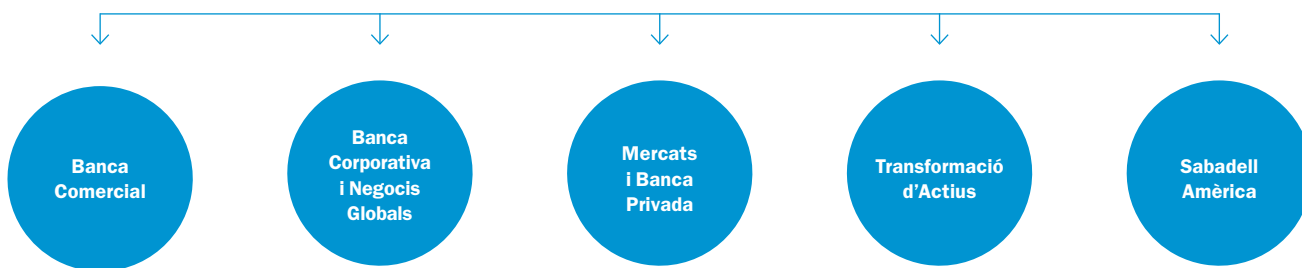 Banca
Comercial
Banca
Corporativa
i Negocis
Globals
Mercats
i Banca
Privada
Transformació
d’Actius
Sabadell
Amèrica